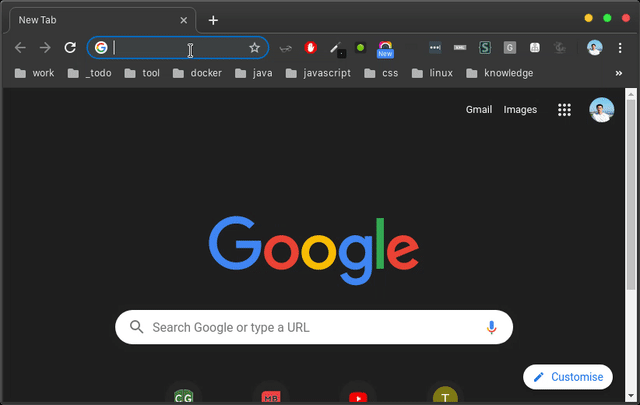 New Tab
New
work _todo tool docker java javascript css linux knowledge
Gmail Images
Google
Search Google or type a URL
Customise
CG MB T